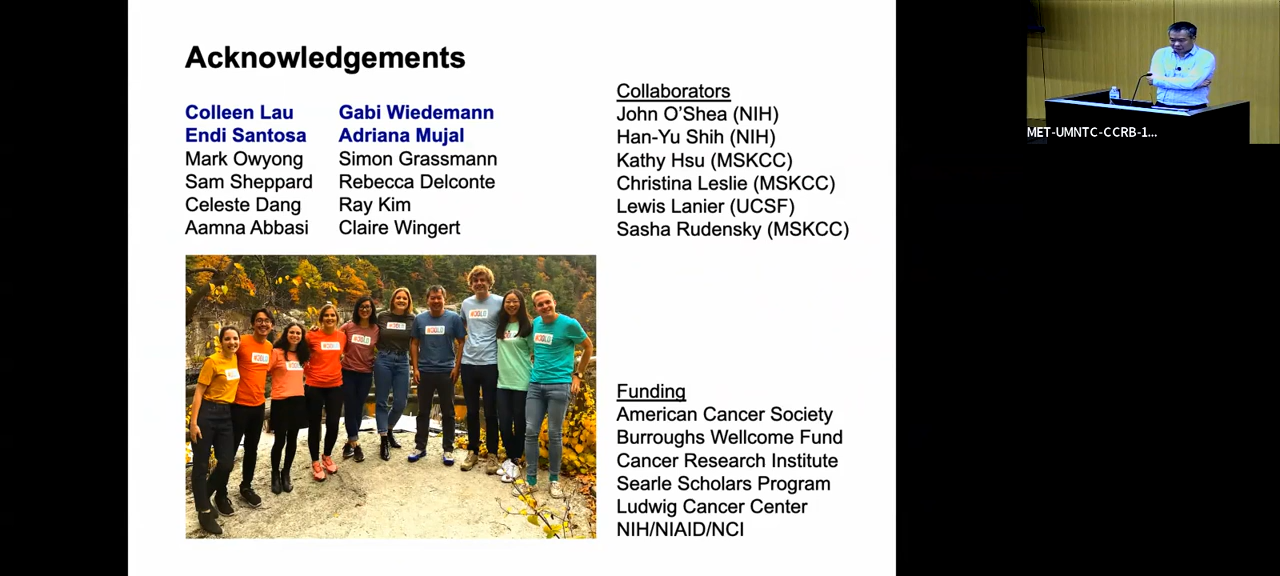 Acknowledgements
Colleen Lau
Endi Santosa
Mark Owyong
Sam Sheppard
Celeste Dang
Aamna Abbasi
Gabi Wiedemann
Adriana Mujal
Simon Grassmann
Rebecca Delconte
Ray Kim
Claire Wingert
Collaborators
John O'Shea (NIH)
Han-Yu Shih (NIH)
Kathy Hsu (MSKCC)
Christina Leslie (MSKCC)
Lewis Lanier (UCSF)
Sasha Rudensky (MSKCC)
Funding
American Cancer Society
Burroughs Wellcome Fund
Cancer Research Institute
Searle Scholars Program
Ludwig Cancer Center
NIH/NIAID/NCI
MET-UMNTC-CCRB-1...